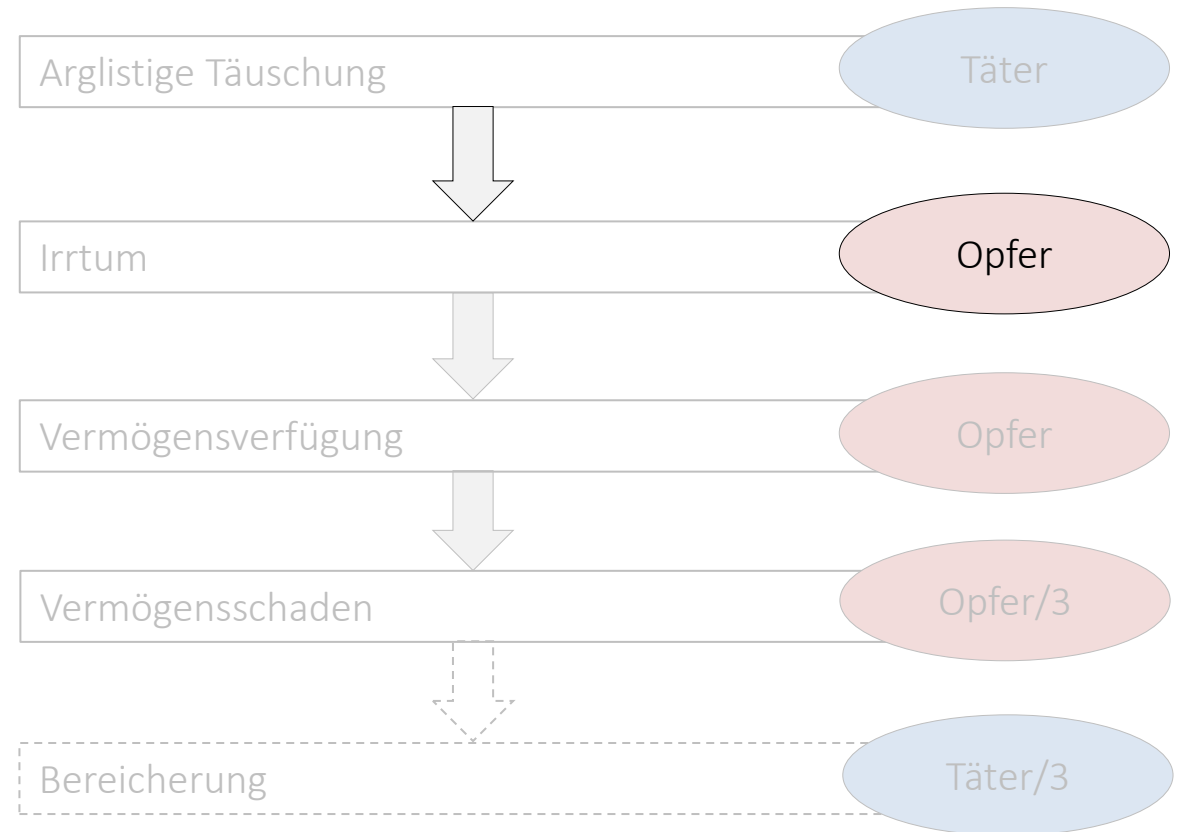 Arglistige Täuschung
Täter
Irrtum
Opfer
Vermögensverfügung
Opfer
Vermögensschaden
Opfer/3
Bereicherung
Täter/3